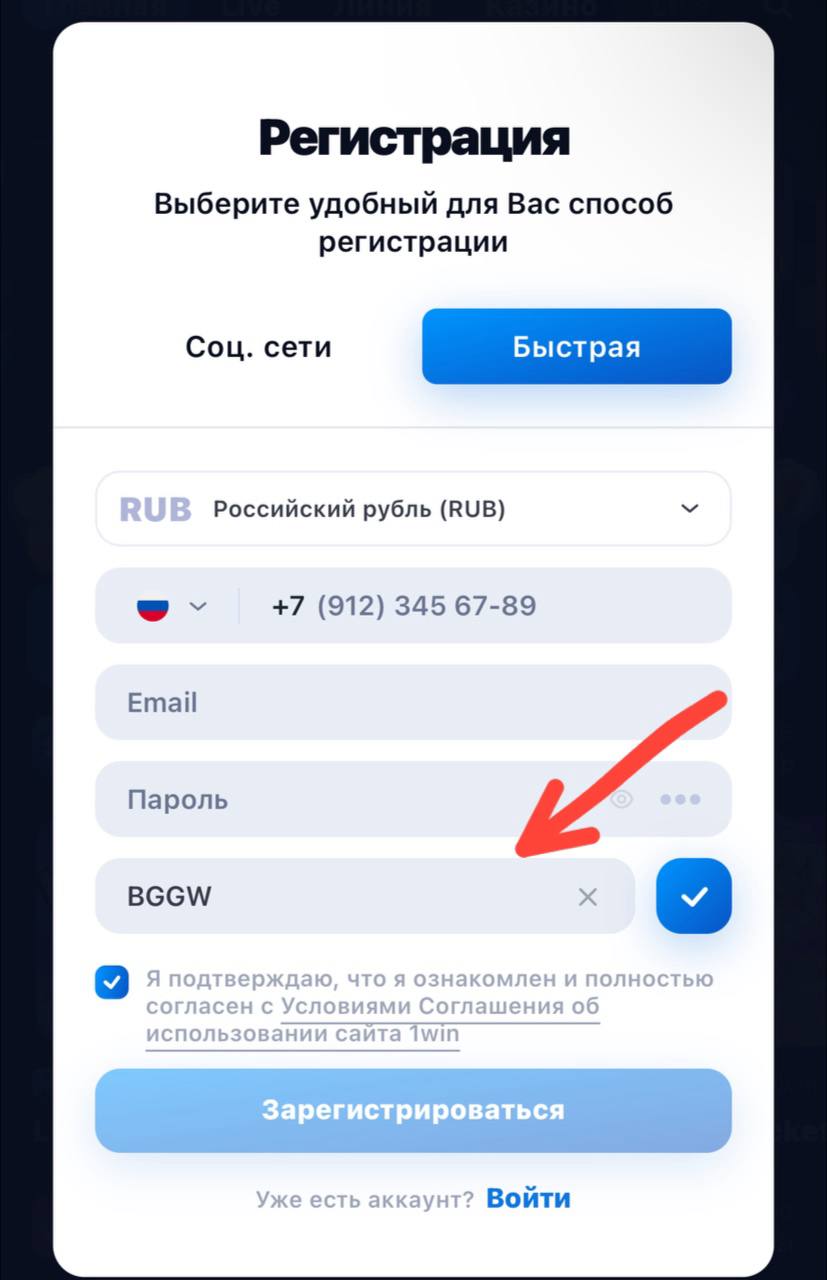 Регистрация
Выберите удобный для Вас способ
регистрации
Соц. сети
Быстрая
RUB Российский рубль (RUB)
+7 (912) 345 67-89
Email
Пароль
BGGW
Я подтверждаю, что я ознакомлен и полностью
согласен с Условиями Соглашения об
использовании сайта 1win
Зарегистрироваться
Уже есть аккаунт? Войти